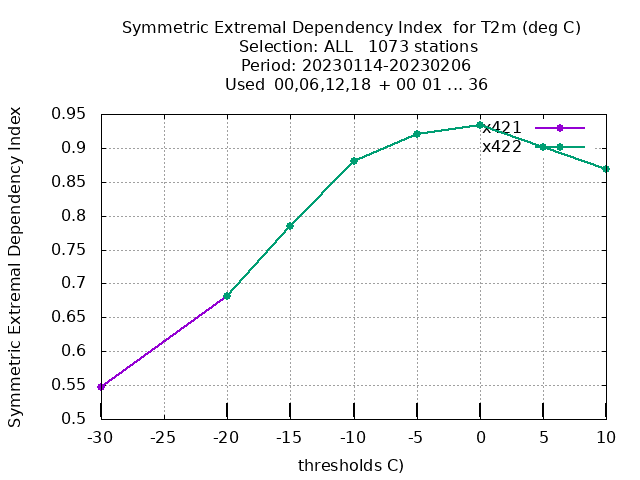 Symmetric Extremal Dependency Index for T2m (deg C)
Selection: ALL 1073 stations
Period: 20230114-20230206
Used 00,06,12,18 + 00 01 ... 36
Symmetric Extremal Dependency Index
0.95
0.9
0.85
0.8
0.75
0.7
0.65
0.6
0.55
0.5
x421
x422
-30 -25 -20 -15 -10 -5 0 5 10
thresholds C)